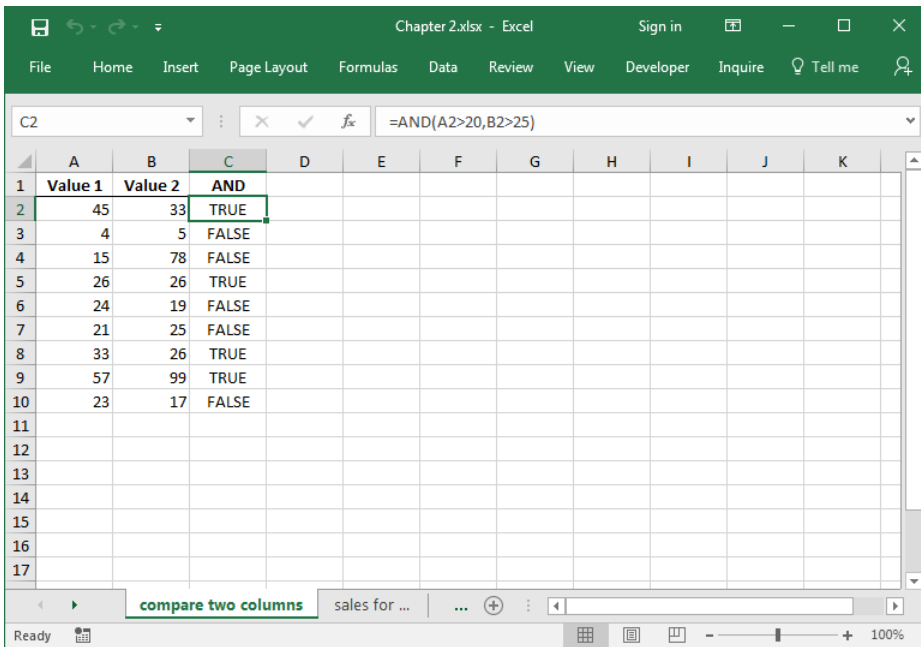 Chapter 2.xlsx - Excel Sign in
File Home Insert Page Layout Formulas Data Review View Developer Inquire Tell me
C2 fx =AND(A2>20,B2>25)
A B C D E F G H I J K
1 Value 1 Value 2 AND
2 45 33 TRUE
3 4 5 FALSE
4 15 78 FALSE
5 26 26 TRUE
6 24 19 FALSE
7 21 25 FALSE
8 33 26 TRUE
9 57 99 TRUE
10 23 17 FALSE
11
12
13
14
15
16
17
compare two columns sales for ... ...
Ready 100%